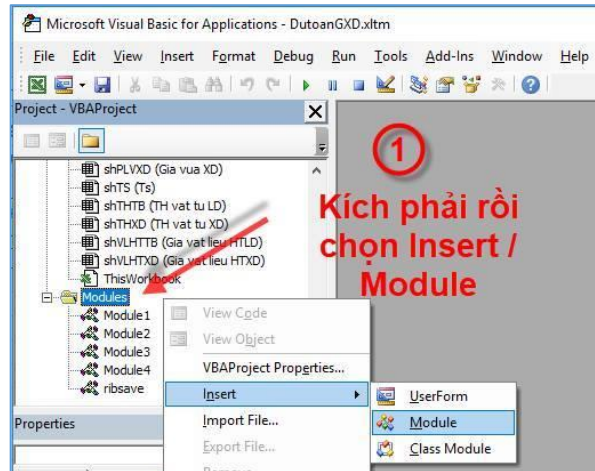 Microsoft Visual Basic for Applications - DutoanGXD.xltm
File Edit View Insert Format Debug Run Tools Add-Ins Window Help
Project - VBAProject
shPLVXD (Gia vua XD)
shTS (Ts)
shTHTB (TH vat tu LD)
shTHXD (TH vat tu XD)
shVLHTTB (Gia vat lieu HTLD)
shVLHTXD (Gia vat lieu HTXD)
ThisWorkbook
Modules
Module1
Module2
Module3
Module4
ribsave
1
Kích phải rồi
chọn Insert /
Module
View Code
View Object
VBAProject Properties...
Insert
Import File...
Export File...
Remove
UserForm
Module
Class Module
Properties